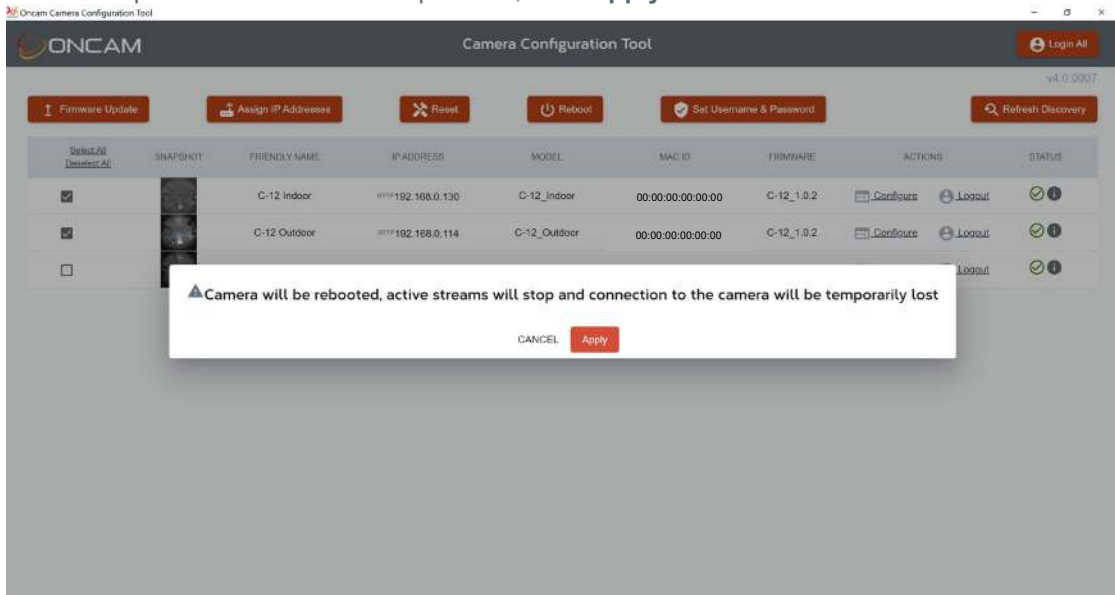 Oncam Camera Configuration Tool
ONCAM
Camera Configuration Tool
Login All
v4.0.0007
Firmware Update
Assign IP Addresses
Reset
Reboot
Set Username & Password
Refresh Discovery
Select All
Deselect All
SNAPSHOT
FRIENDLY NAME
IP ADDRESS
MODEL
MAC ID
FIRMWARE
ACTIONS
STATUS
C-12 Indoor
HTTP 192.168.0.130
C-12_Indoor
00:00:00:00:00:00
C-12_1.0.2
Configure
Logout
C-12 Outdoor
HTTP 192.168.0.114
C-12_Outdoor
00:00:00:00:00:00
C-12_1.0.2
Configure
Logout
Logout
Camera will be rebooted, active streams will stop and connection to the camera will be temporarily lost
CANCEL
Apply